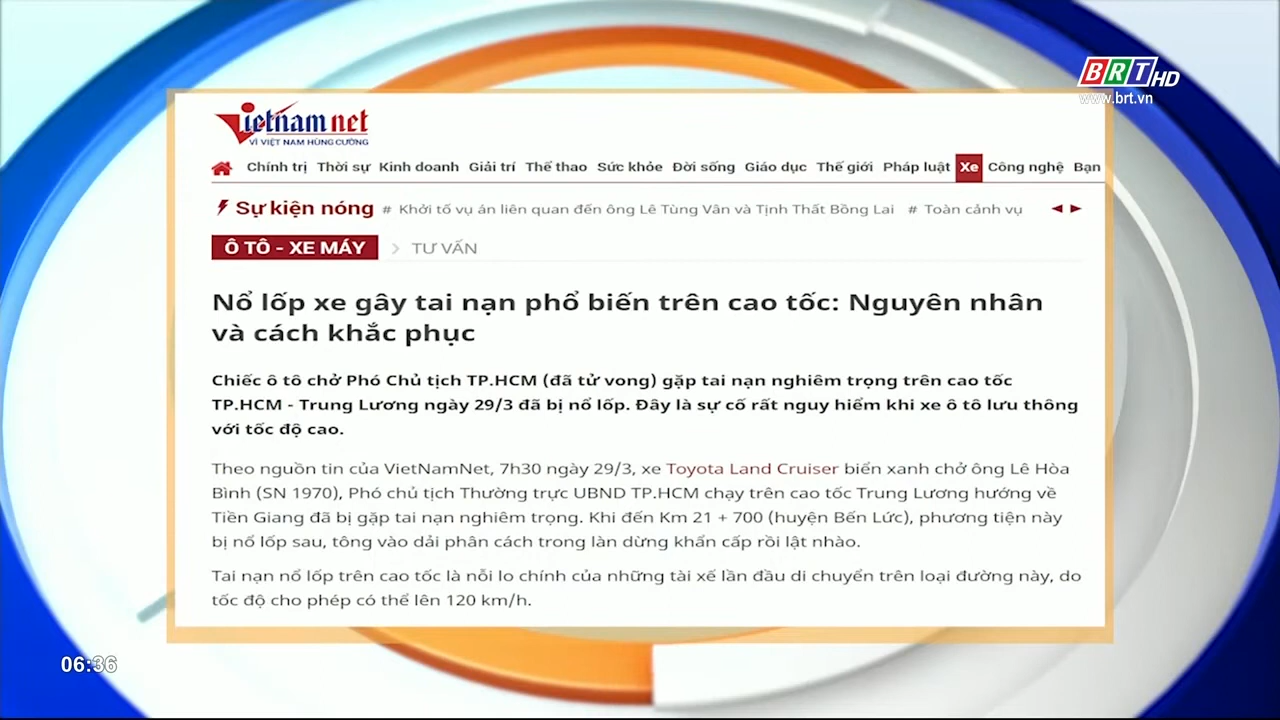 BRT HD
www.brt.vn
Vietnam net
VÌ VIỆT NAM HÙNG CƯỜNG
Chính trị Thời sự Kinh doanh Giải trí Thể thao Sức khỏe Đời sống Giáo dục Thế giới Pháp luật Xe Công nghệ Bạn
Sự kiện nóng # Khởi tố vụ án liên quan đến ông Lê Tùng Vân và Tịnh Thất Bồng Lai # Toàn cảnh vụ
Ô TÔ - XE MÁY > TƯ VẤN
Nổ lốp xe gây tai nạn phổ biến trên cao tốc: Nguyên nhân
và cách khắc phục
Chiếc ô tô chở Phó Chủ tịch TP.HCM (đã tử vong) gặp tai nạn nghiêm trọng trên cao tốc
TP.HCM - Trung Lương ngày 29/3 đã bị nổ lốp. Đây là sự cố rất nguy hiểm khi xe ô tô lưu thông
với tốc độ cao.
Theo nguồn tin của VietNamNet, 7h30 ngày 29/3, xe Toyota Land Cruiser biển xanh chở ông Lê Hòa
Bình (SN 1970), Phó chủ tịch Thường trực UBND TP.HCM chạy trên cao tốc Trung Lương hướng về
Tiền Giang đã bị gặp tai nạn nghiêm trọng. Khi đến Km 21 + 700 (huyện Bến Lức), phương tiện này
bị nổ lốp sau, tông vào dải phân cách trong làn dừng khẩn cấp rồi lật nhào.
Tai nạn nổ lốp trên cao tốc là nỗi lo chính của những tài xế lần đầu di chuyển trên loại đường này, do
tốc độ cho phép có thể lên 120 km/h.
06:36